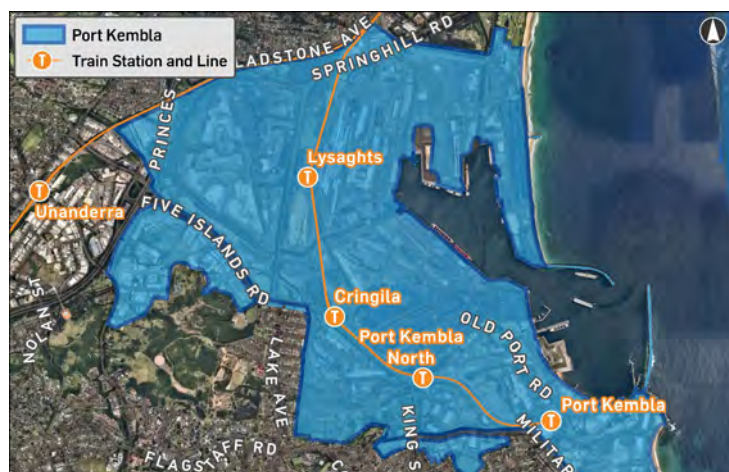 Port Kembla
T Train Station and Line
LADSTONE AVE
SPRINGHILL RD
PRINCES
Lysaghts
T
T
Unanderra
FIVE ISLANDS RD
Cringila
T
NOLAN ST
LAKE AVE
Port Kembla
North
T
OLD PORT RD
Port Kembla
T
KING S
MILITAR
FLAGSTAFF RD